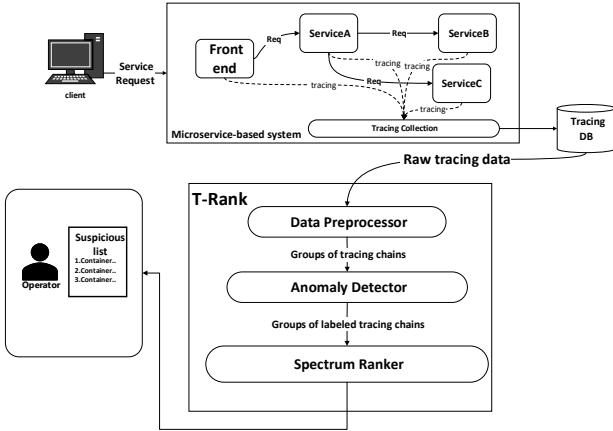 client
Service
Request
Front
end
Req
ServiceA
Req
ServiceB
Req
ServiceC
tracing
tracing
tracing
tracing
Tracing Collection
Microservice-based system
Tracing
DB
Raw tracing data
T-Rank
Data Preprocessor
Groups of tracing chains
Anomaly Detector
Groups of labeled tracing chains
Spectrum Ranker
Operator
Suspicious
list
1.Container..
2.Container..
3.Container..